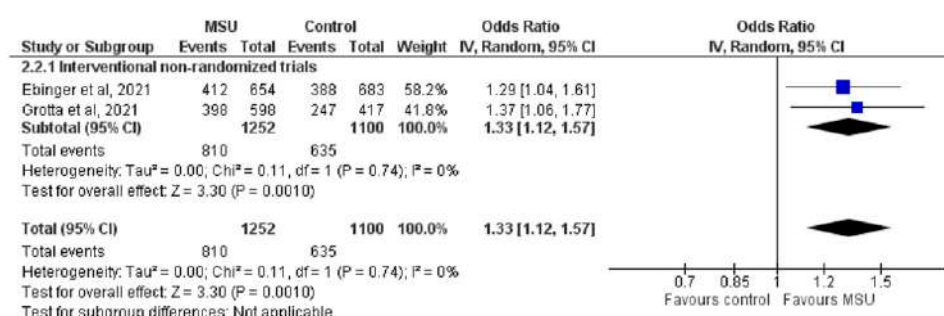 MSU Control Odds Ratio Odds Ratio
Study or Subgroup Events Total Events Total Weight IV, Random, 95% CI IV, Random, 95% CI
2.2.1 Interventional non-randomized trials
Ebinger et al, 2021 412 654 388 683 58.2% 1.29 [1.04, 1.61]
Grotta et al, 2021 398 598 247 417 41.8% 1.37 [1.06, 1.77]
Subtotal (95% CI) 1252 1100 100.0% 1.33 [1.12, 1.57]
Total events 810 635
Heterogeneity: Tau² = 0.00; Chi² = 0.11, df = 1 (P = 0.74); I² = 0%
Test for overall effect: Z = 3.30 (P = 0.0010)
Total (95% CI) 1252 1100 100.0% 1.33 [1.12, 1.57]
Total events 810 635
Heterogeneity: Tau² = 0.00; Chi² = 0.11, df = 1 (P = 0.74); I² = 0%
Test for overall effect: Z = 3.30 (P = 0.0010)
Test for subgroup differences: Not applicable
0.7 0.85 1 1.2 1.5
Favours control Favours MSU